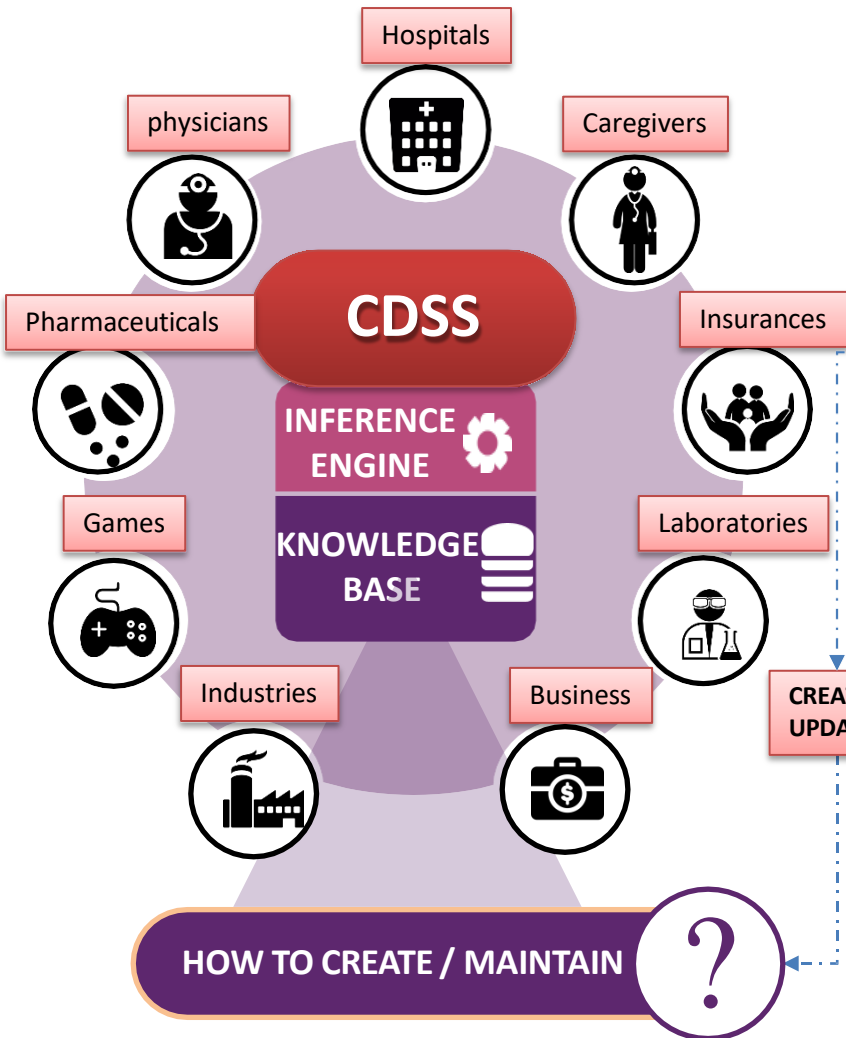 Hospitals
physicians
Caregivers
Pharmaceuticals
CDSS
Insurances
INFERENCE
ENGINE
Games
KNOWLEDGE
BASE
Laboratories
Industries
Business
$
HOW TO CREATE / MAINTAIN
?